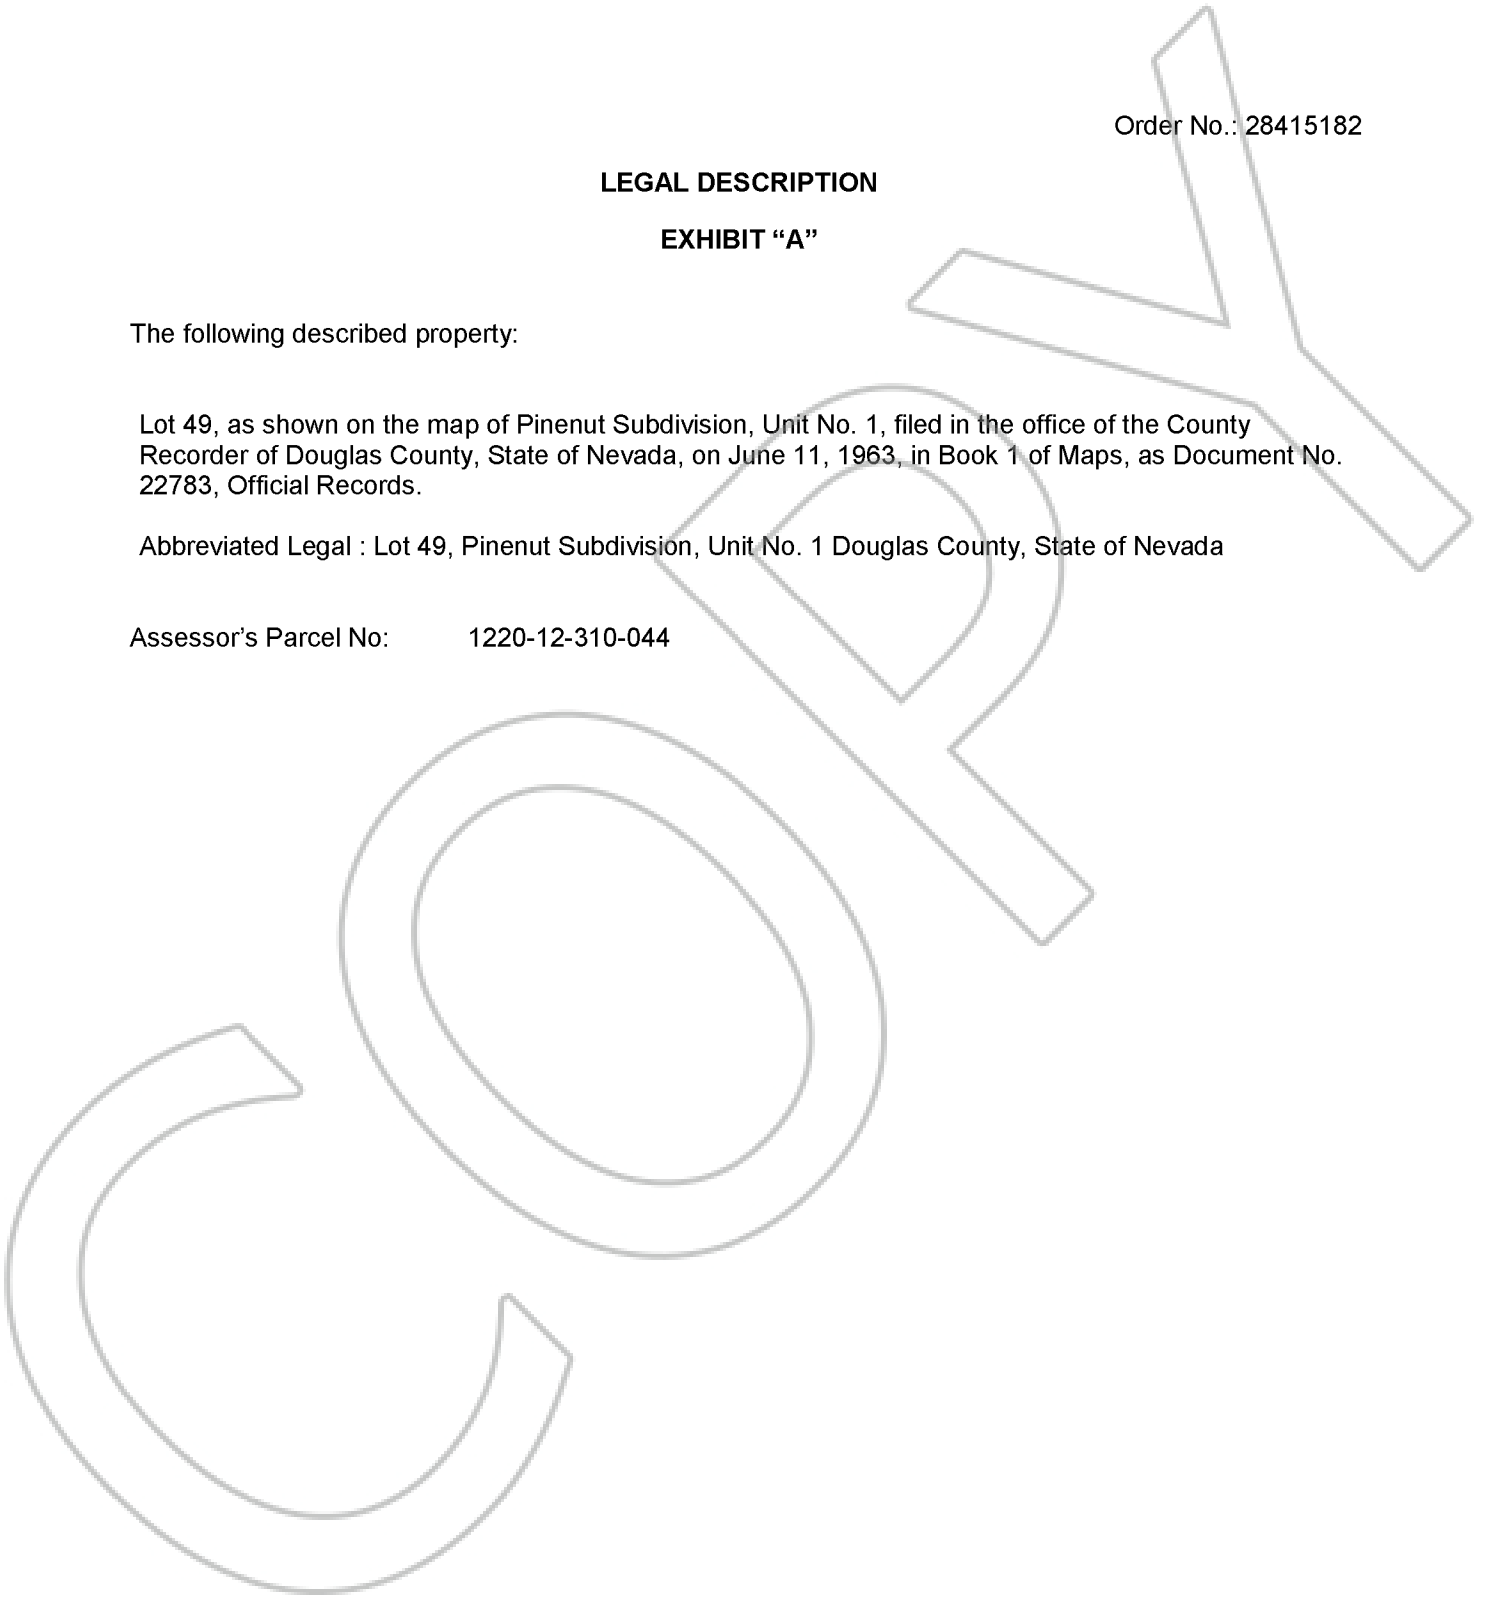 Order No.: 28415182
LEGAL DESCRIPTION
EXHIBIT “A”
The following described property:
Lot 49, as shown on the map of Pinenut Subdivision, Unit No. 1, filed in the office of the County
Recorder of Douglas County, State of Nevada, on June 11, 1963, in Book 1 of Maps, as Document No.
22783, Official Records.
Abbreviated Legal : Lot 49, Pinenut Subdivision, Unit No. 1 Douglas County, State of Nevada
Assessor’s Parcel No: 1220-12-310-044
COPY